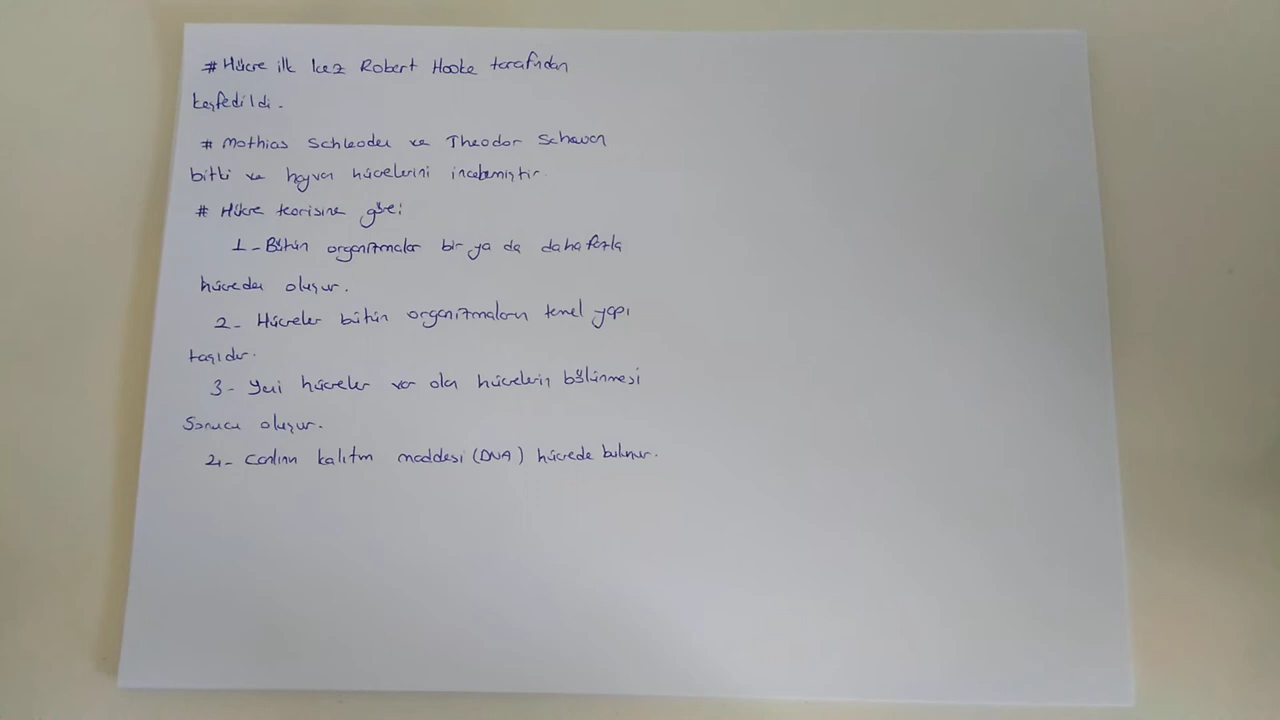 # Hücre ilk kez Robert Hooke tarafından
keşfedildi.
# Mathias Schleiden ve Theodor Schwan
bitki ve hayvan hücrelerini incelemiştir.
# Hücre teorisine göre:
1- Bütün organizmalar bir ya da daha fazla
hücreden oluşur.
2- Hücreler bütün organizmaların temel yapı
taşıdır.
3- Yeni hücreler var olan hücrelerin bölünmesi
Sonucu oluşur.
4- Canlının kalıtım maddesi (DNA) hücrede bulunur.